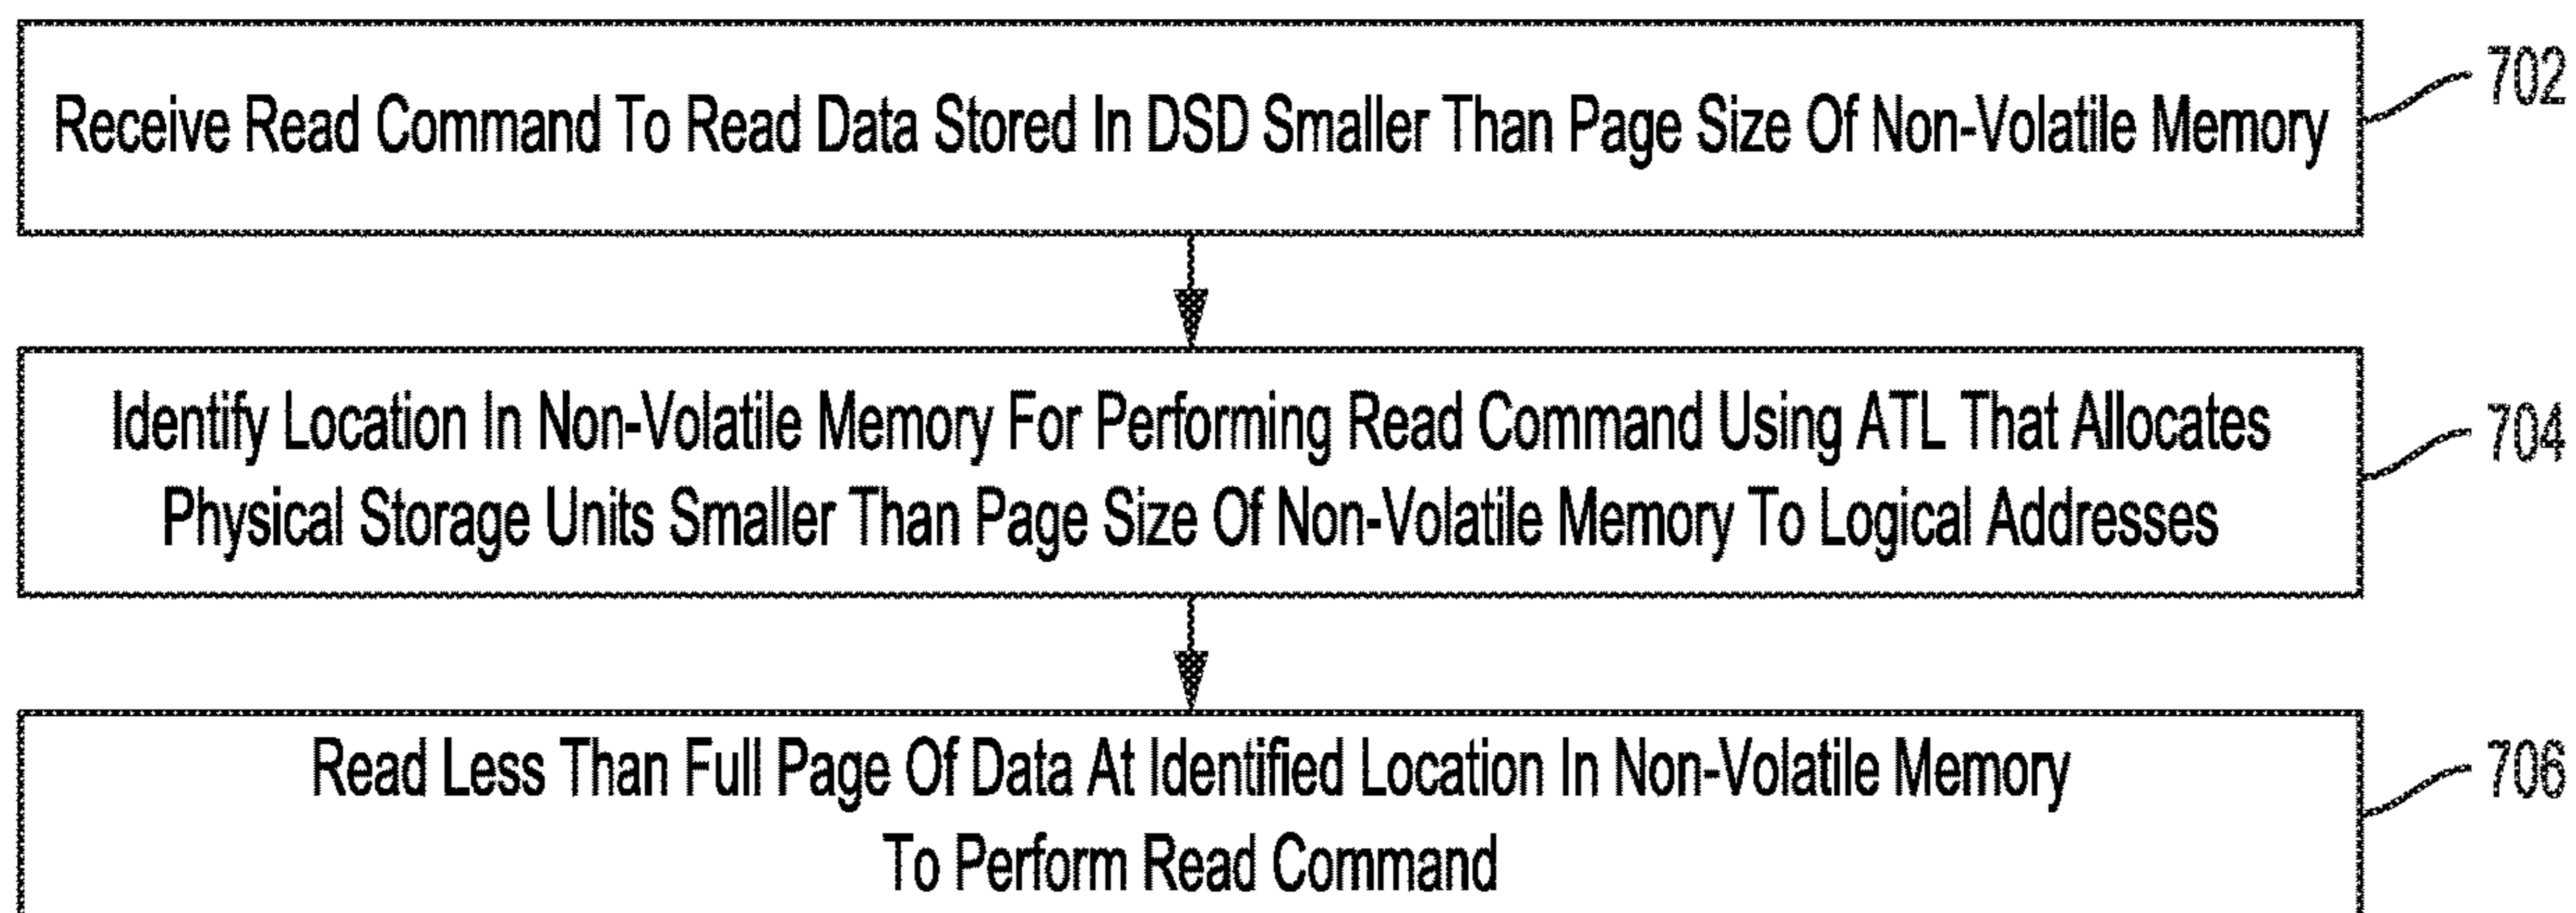 Receive Read Command To Read Data Stored In DSD Smaller Than Page Size Of Non-Volatile Memory
702
Identify Location In Non-Volatile Memory For Performing Read Command Using ATL That Allocates
Physical Storage Units Smaller Than Page Size Of Non-Volatile Memory To Logical Addresses
704
Read Less Than Full Page Of Data At Identified Location In Non-Volatile Memory
To Perform Read Command
706